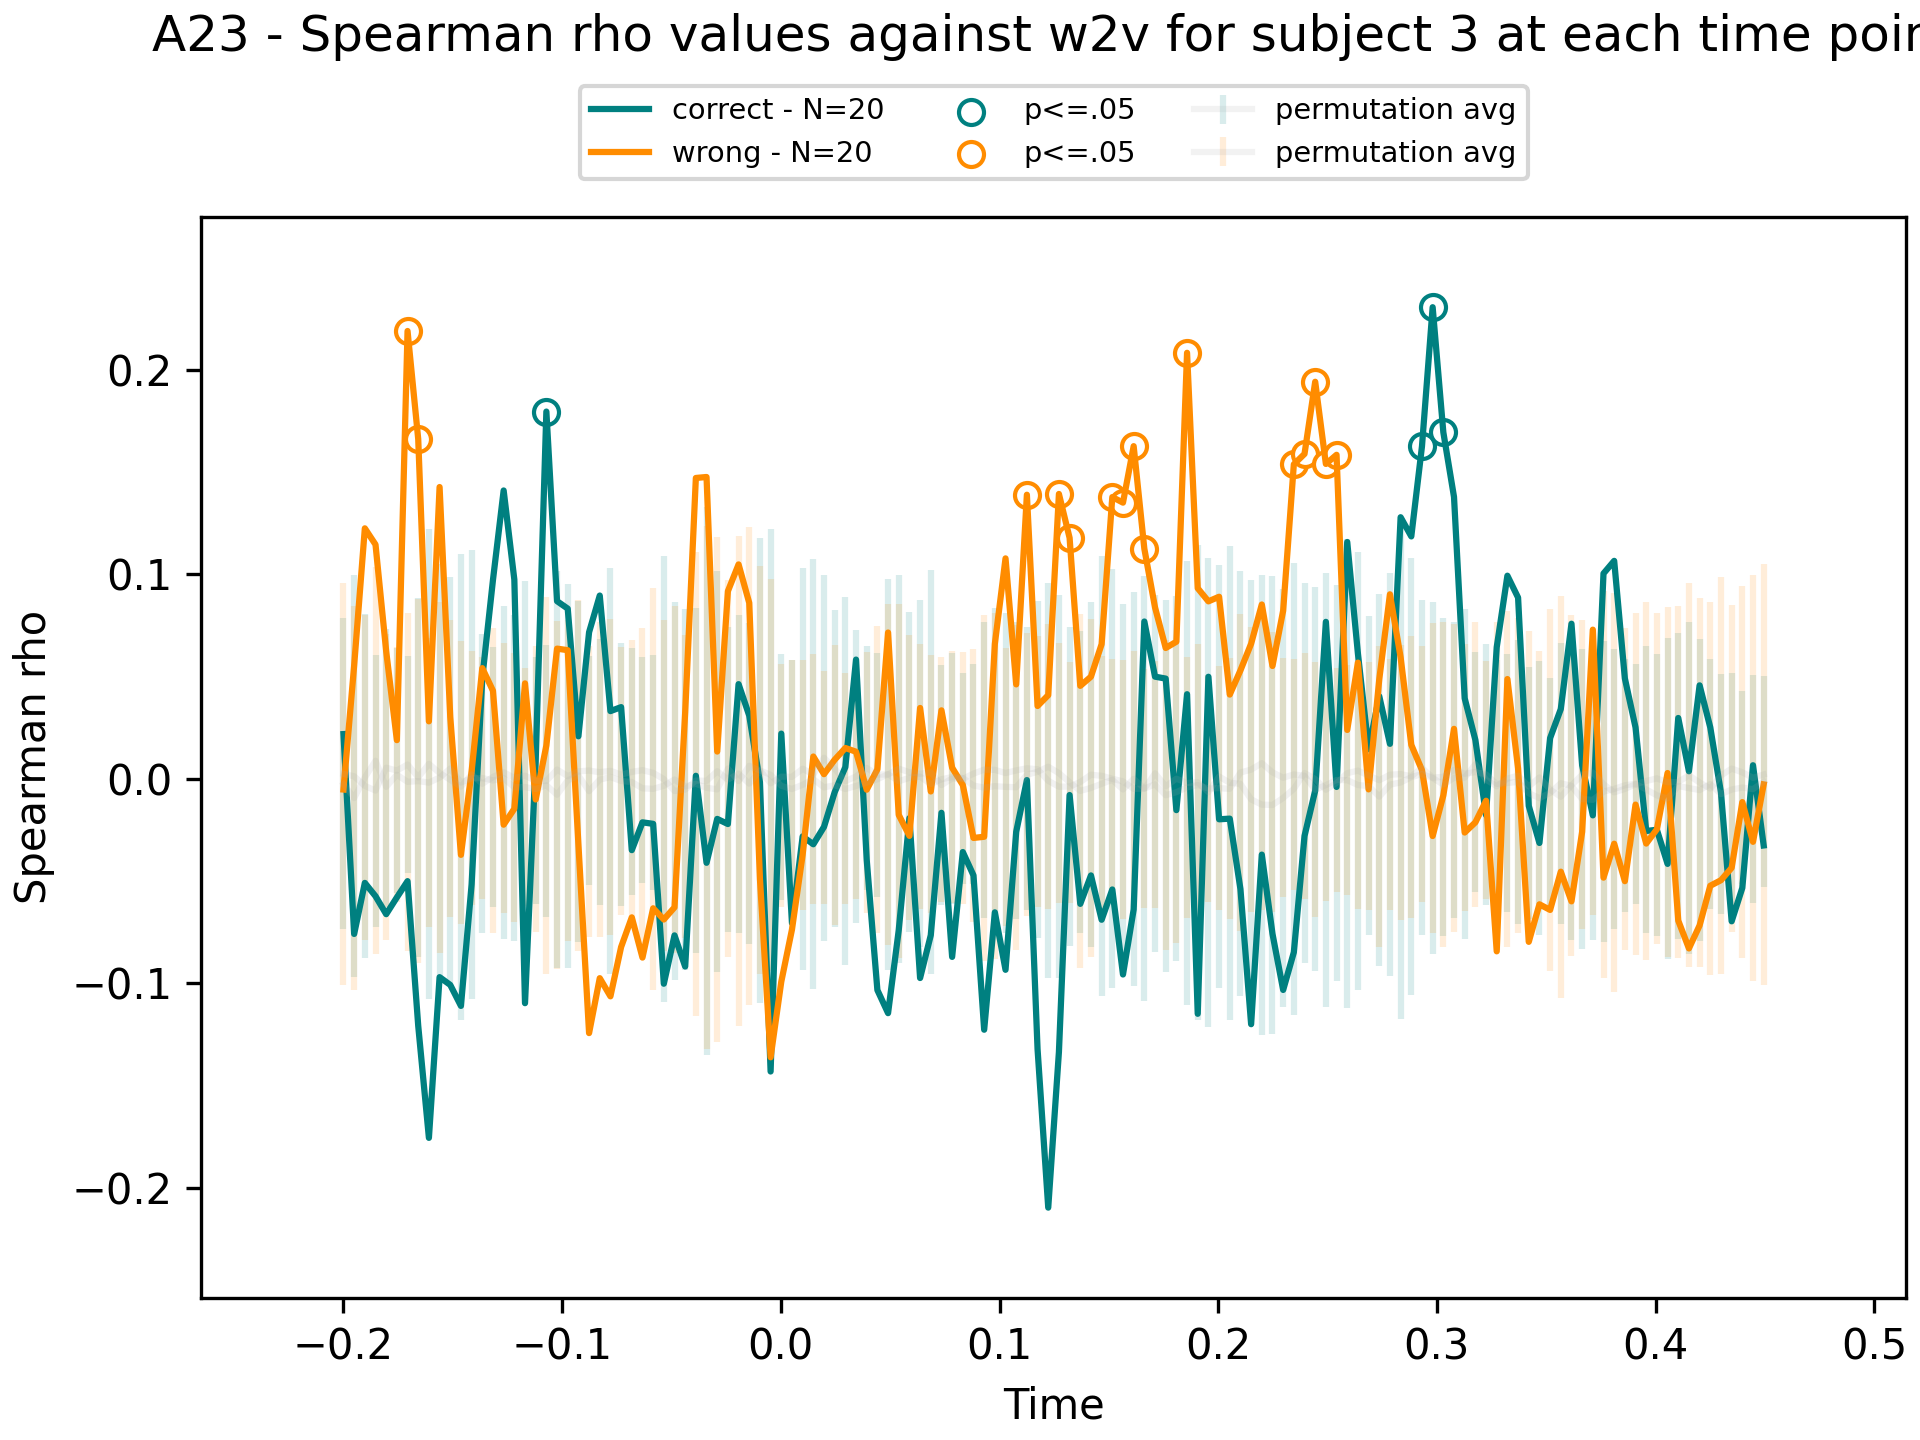 A23 - Spearman rho values against w2v for subject 3 at each time poin
correct - N=20
wrong - N=20
p<=.05
p<=.05
permutation avg
permutation avg
Spearman rho
0.2
0.1
0.0
−0.1
−0.2
−0.2 −0.1 0.0 0.1 0.2 0.3 0.4 0.5
Time